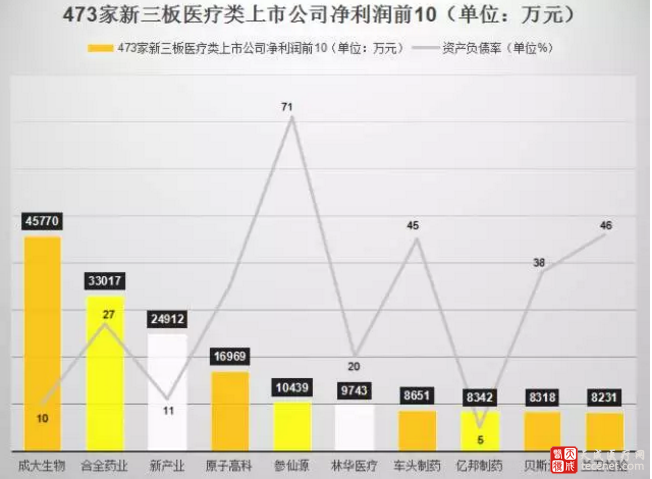 473家新三板医疗类上市公司净利润前10（单位：万元）
473家新三板医疗类上市公司净利润前10（单位：万元）
资产负债率（单位%）
71
45770
45
46
33017
38
27
24912
16969
20
10439
9743
8651
8342
8318
8231
10
11
5
成大生物
合全药业
新产业
原子高科
参仙源
林华医疗
车头制药
亿邦制药
贝斯